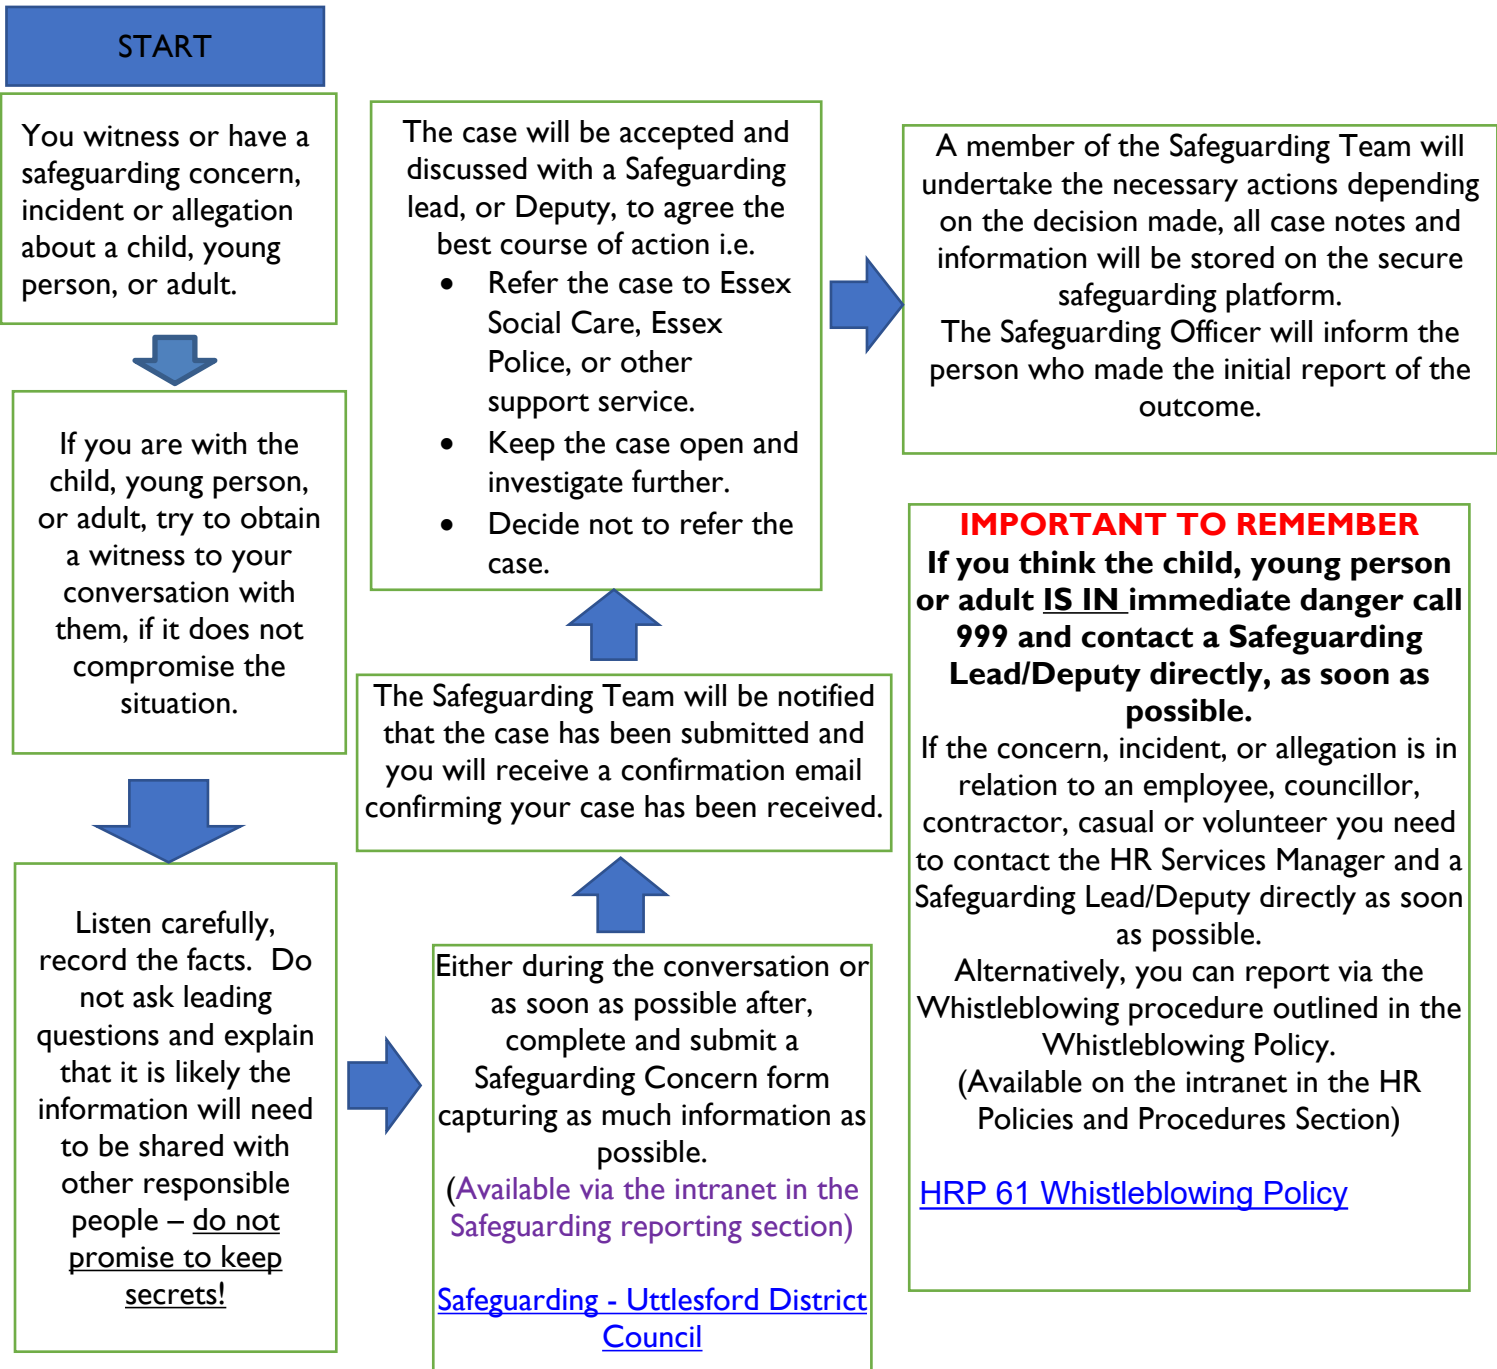 START
You witness or have a
safeguarding concern,
incident or allegation
about a child, young
person, or adult.
If you are with the
child, young person,
or adult, try to obtain
a witness to your
conversation with
them, if it does not
compromise the
situation.
Listen carefully,
record the facts.  Do
not ask leading
questions and explain
that it is likely the
information will need
to be shared with
other responsible
people – do not
promise to keep
secrets!
Either during the conversation or
as soon as possible after,
complete and submit a
Safeguarding Concern form
capturing as much information as
possible.
(Available via the intranet in the
Safeguarding reporting section)
Safeguarding - Uttlesford District
Council
The Safeguarding Team will be notified
that the case has been submitted and
you will receive a confirmation email
confirming your case has been received.
The case will be accepted and
discussed with a Safeguarding
lead, or Deputy, to agree the
best course of action i.e.
• Refer the case to Essex
Social Care, Essex
Police, or other
support service.
• Keep the case open and
investigate further.
• Decide not to refer the
case.
A member of the Safeguarding Team will
undertake the necessary actions depending
on the decision made, all case notes and
information will be stored on the secure
safeguarding platform.
The Safeguarding Officer will inform the
person who made the initial report of the
outcome.
IMPORTANT TO REMEMBER
If you think the child, young person
or adult IS IN immediate danger call
999 and contact a Safeguarding
Lead/Deputy directly, as soon as
possible.
If the concern, incident, or allegation is in
relation to an employee, councillor,
contractor, casual or volunteer you need
to contact the HR Services Manager and a
Safeguarding Lead/Deputy directly as soon
as possible.
Alternatively, you can report via the
Whistleblowing procedure outlined in the
Whistleblowing Policy.
(Available on the intranet in the HR
Policies and Procedures Section)
HRP 61 Whistleblowing Policy